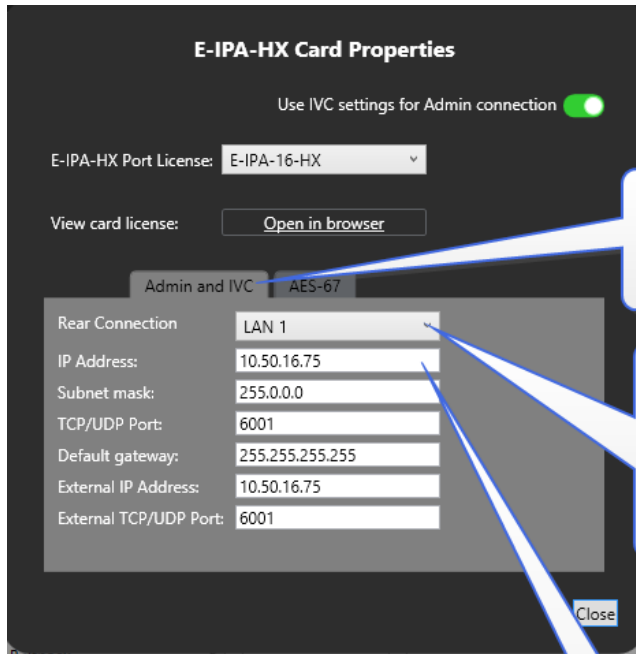 E-IPA-HX Card Properties
Use IVC settings for Admin connection
E-IPA-HX Port License: E-IPA-16-HX
View card license: Open in browser
Admin and IVC AES-67
Rear Connection LAN 1
IP Address: 10.50.16.75
Subnet mask: 255.0.0.0
TCP/UDP Port: 6001
Default gateway: 255.255.255.255
External IP Address: 10.50.16.75
External TCP/UDP Port: 6001
Close